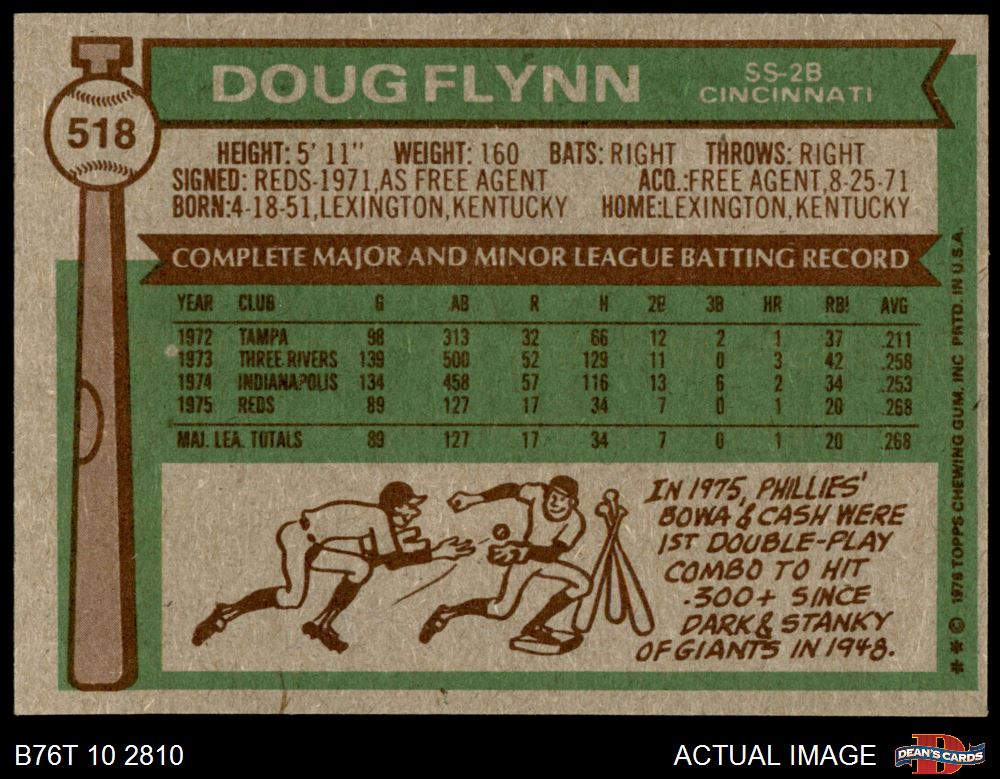 DOUG FLYNN
SS-2B
CINCINNATI
518
HEIGHT: 5' 11" WEIGHT: 160 BATS: RIGHT THROWS: RIGHT
SIGNED: REDS-1971, AS FREE AGENT ACQ.: FREE AGENT, 8-25-71
BORN: 4-18-51, LEXINGTON, KENTUCKY HOME: LEXINGTON, KENTUCKY
COMPLETE MAJOR AND MINOR LEAGUE BATTING RECORD
YEAR CLUB G AB R H 2B 3B HR RBI AVG
1972 TAMPA 98 313 32 66 12 2 1 37 .211
1973 THREE RIVERS 139 500 52 129 11 0 3 42 .258
1974 INDIANAPOLIS 134 458 57 116 13 6 2 34 .253
1975 REDS 89 127 17 34 7 0 1 20 .268
MAJ. LEA. TOTALS 89 127 17 34 7 0 1 20 .268
IN 1975, PHILLIES'
BOWA & CASH WERE
1ST DOUBLE-PLAY
COMBO TO HIT
.300+ SINCE
DARK & STANKY
OF GIANTS IN 1948.
** © 1976 TOPPS CHEWING GUM, INC. PRTD. IN U.S.A.
B76T 10 2810
ACTUAL IMAGE
DEAN'S CARDS